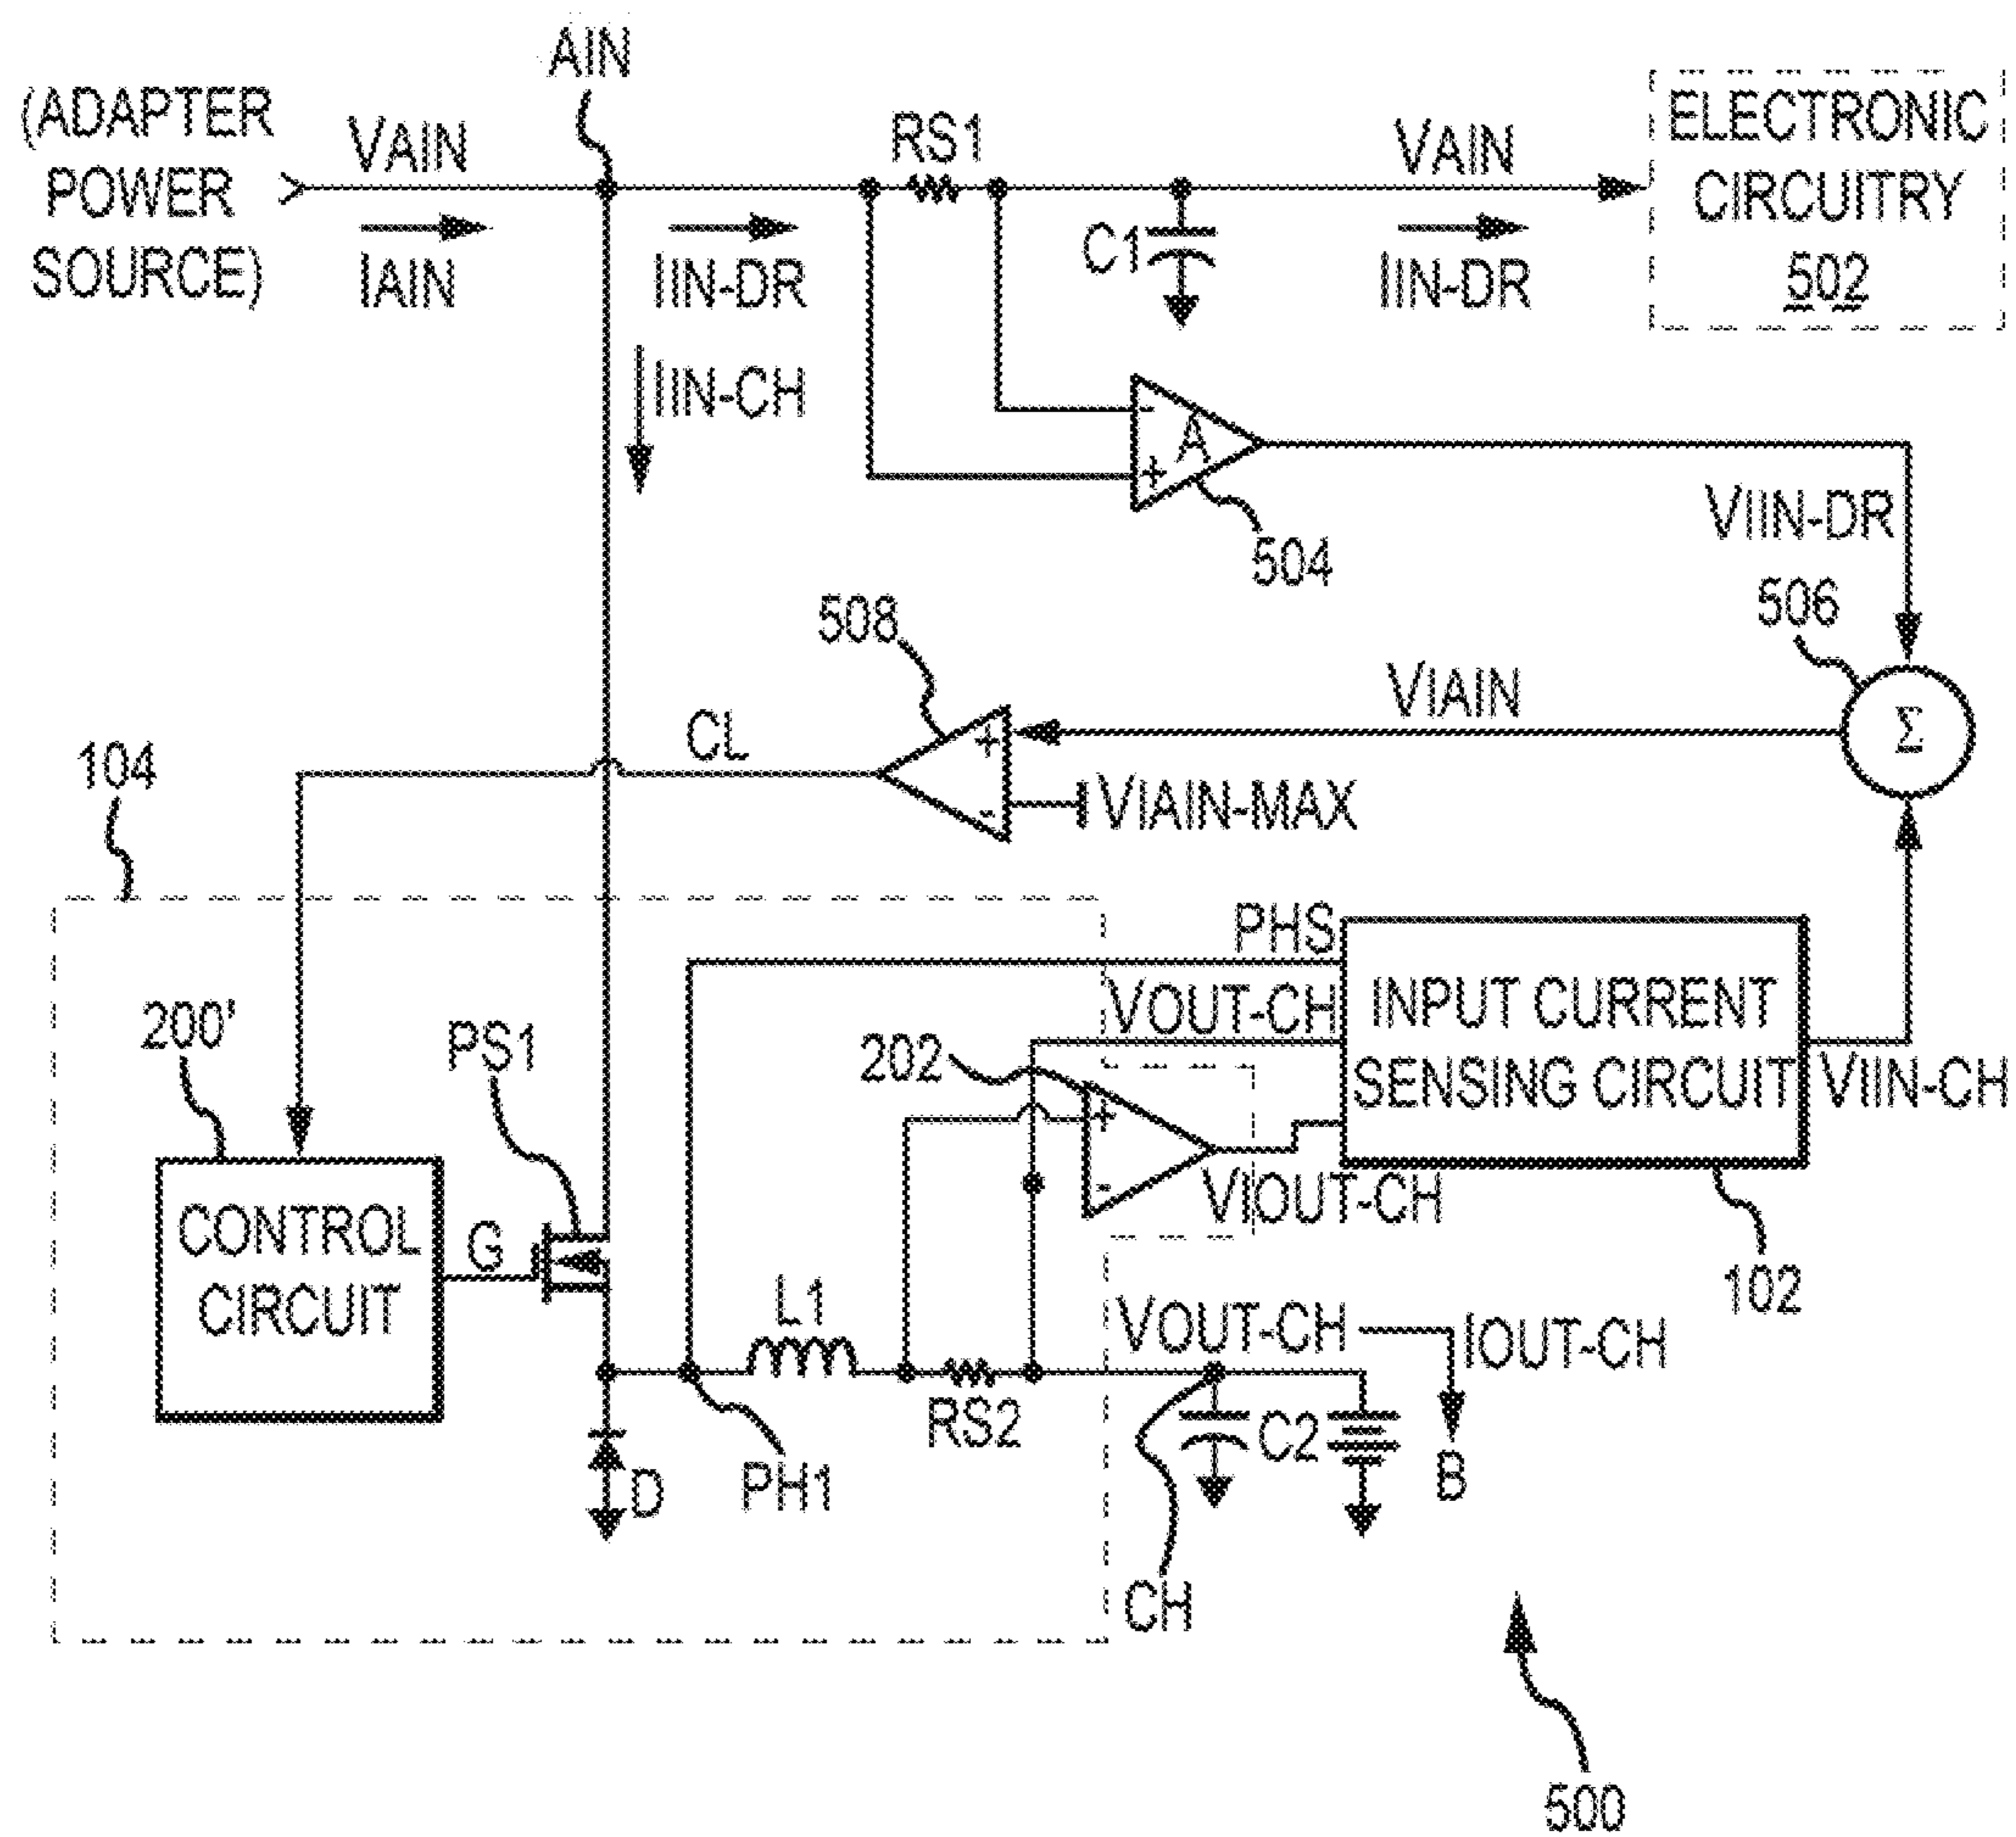 AIN
(ADAPTER
POWER
SOURCE)
VAIN
IAIN
IIN-DR
RS1
C1
VAIN
IIN-DR
ELECTRONIC
CIRCUITRY
502
IIN-CH
-
A
+
504
VIIN-DR
506
508
VIAIN
Σ
CL
+
-
VIAIN-MAX
104
PHS
VOUT-CH
INPUT CURRENT
SENSING CIRCUIT
VIIN-CH
200'
PS1
202
+
-
VIOUT-CH
102
CONTROL
CIRCUIT
G
L1
RS2
VOUT-CH
IOUT-CH
C2
B
D
PH1
CH
500